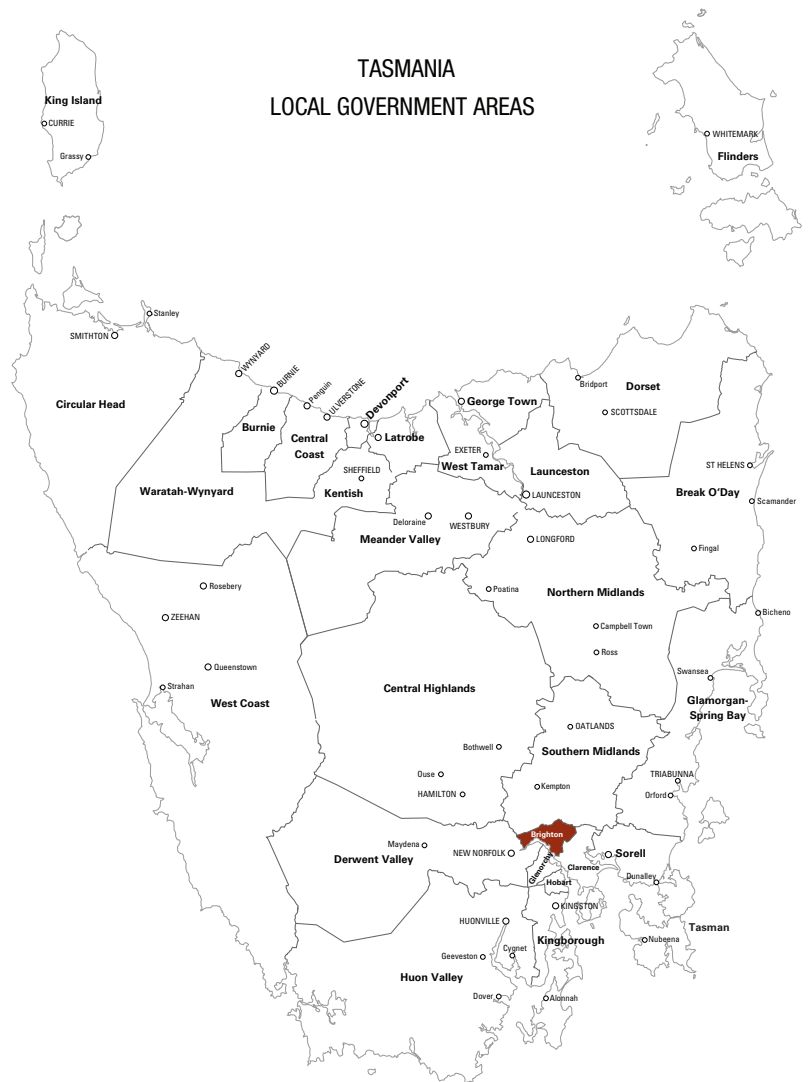 TASMANIA
LOCAL GOVERNMENT AREAS
King Island
CURRIE
Grassy
WHITEMARK
Flinders
Stanley
SMITHTON
WYNYARD
BURNIE
Penguin
ULVERSTONE
Devonport
Circular Head
Burnie
Central
Coast
Latrobe
George Town
Bridport
Dorset
SCOTTSDALE
EXETER
West Tamar
Launceston
LAUNCESTON
SHEFFIELD
Kentish
Waratah-Wynyard
ST HELENS
Break O'Day
Scamander
Deloraine
WESTBURY
Meander Valley
LONGFORD
Fingal
Rosebery
ZEEHAN
Poatina
Northern Midlands
Bicheno
Campbell Town
Ross
Queenstown
Strahan
West Coast
Central Highlands
Swansea
Glamorgan-
Spring Bay
OATLANDS
Southern Midlands
Bothwell
Ouse
HAMILTON
Kempton
TRIABUNNA
Orford
Brighton
Maydena
Derwent Valley
NEW NORFOLK
Glenorchy
Clarence
Sorell
Hobart
Dunalley
KINGSTON
HUONVILLE
Tasman
Kingborough
Nubeena
Cygnet
Geeveston
Huon Valley
Dover
Alonnah